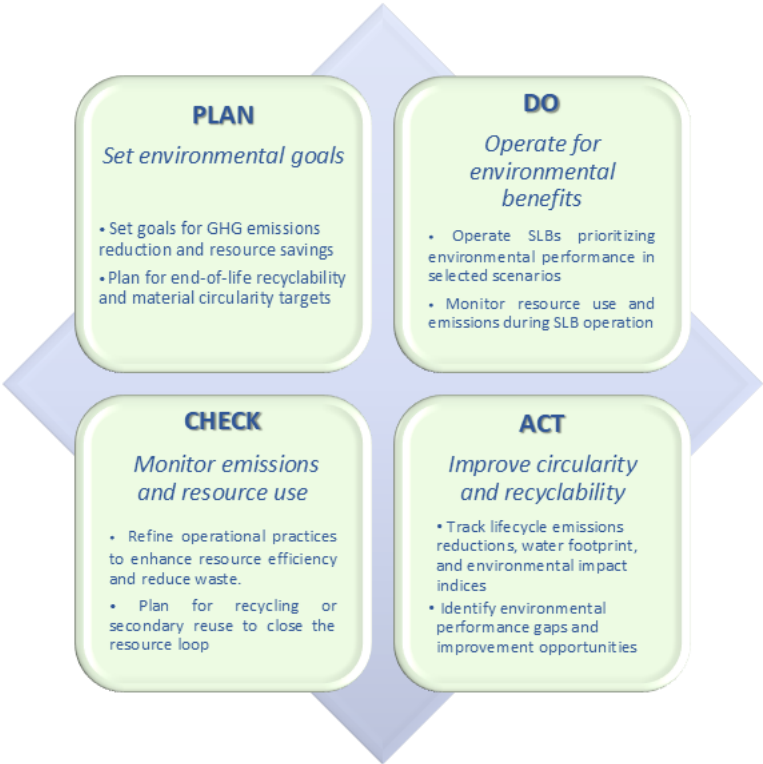 PLAN
Set environmental goals
• Set goals for GHG emissions
reduction and resource savings
• Plan for end-of-life recyclability
and material circularity targets
DO
Operate for
environmental
benefits
• Operate SLBs prioritizing
environmental performance in
selected scenarios
• Monitor resource use and
emissions during SLB operation
CHECK
Monitor emissions
and resource use
• Refine operational practices
to enhance resource efficiency
and reduce waste.
• Plan for recycling or
secondary reuse to close the
resource loop
ACT
Improve circularity
and recyclability
• Track lifecycle emissions
reductions, water footprint,
and environmental impact
indices
• Identify environmental
performance gaps and
improvement opportunities